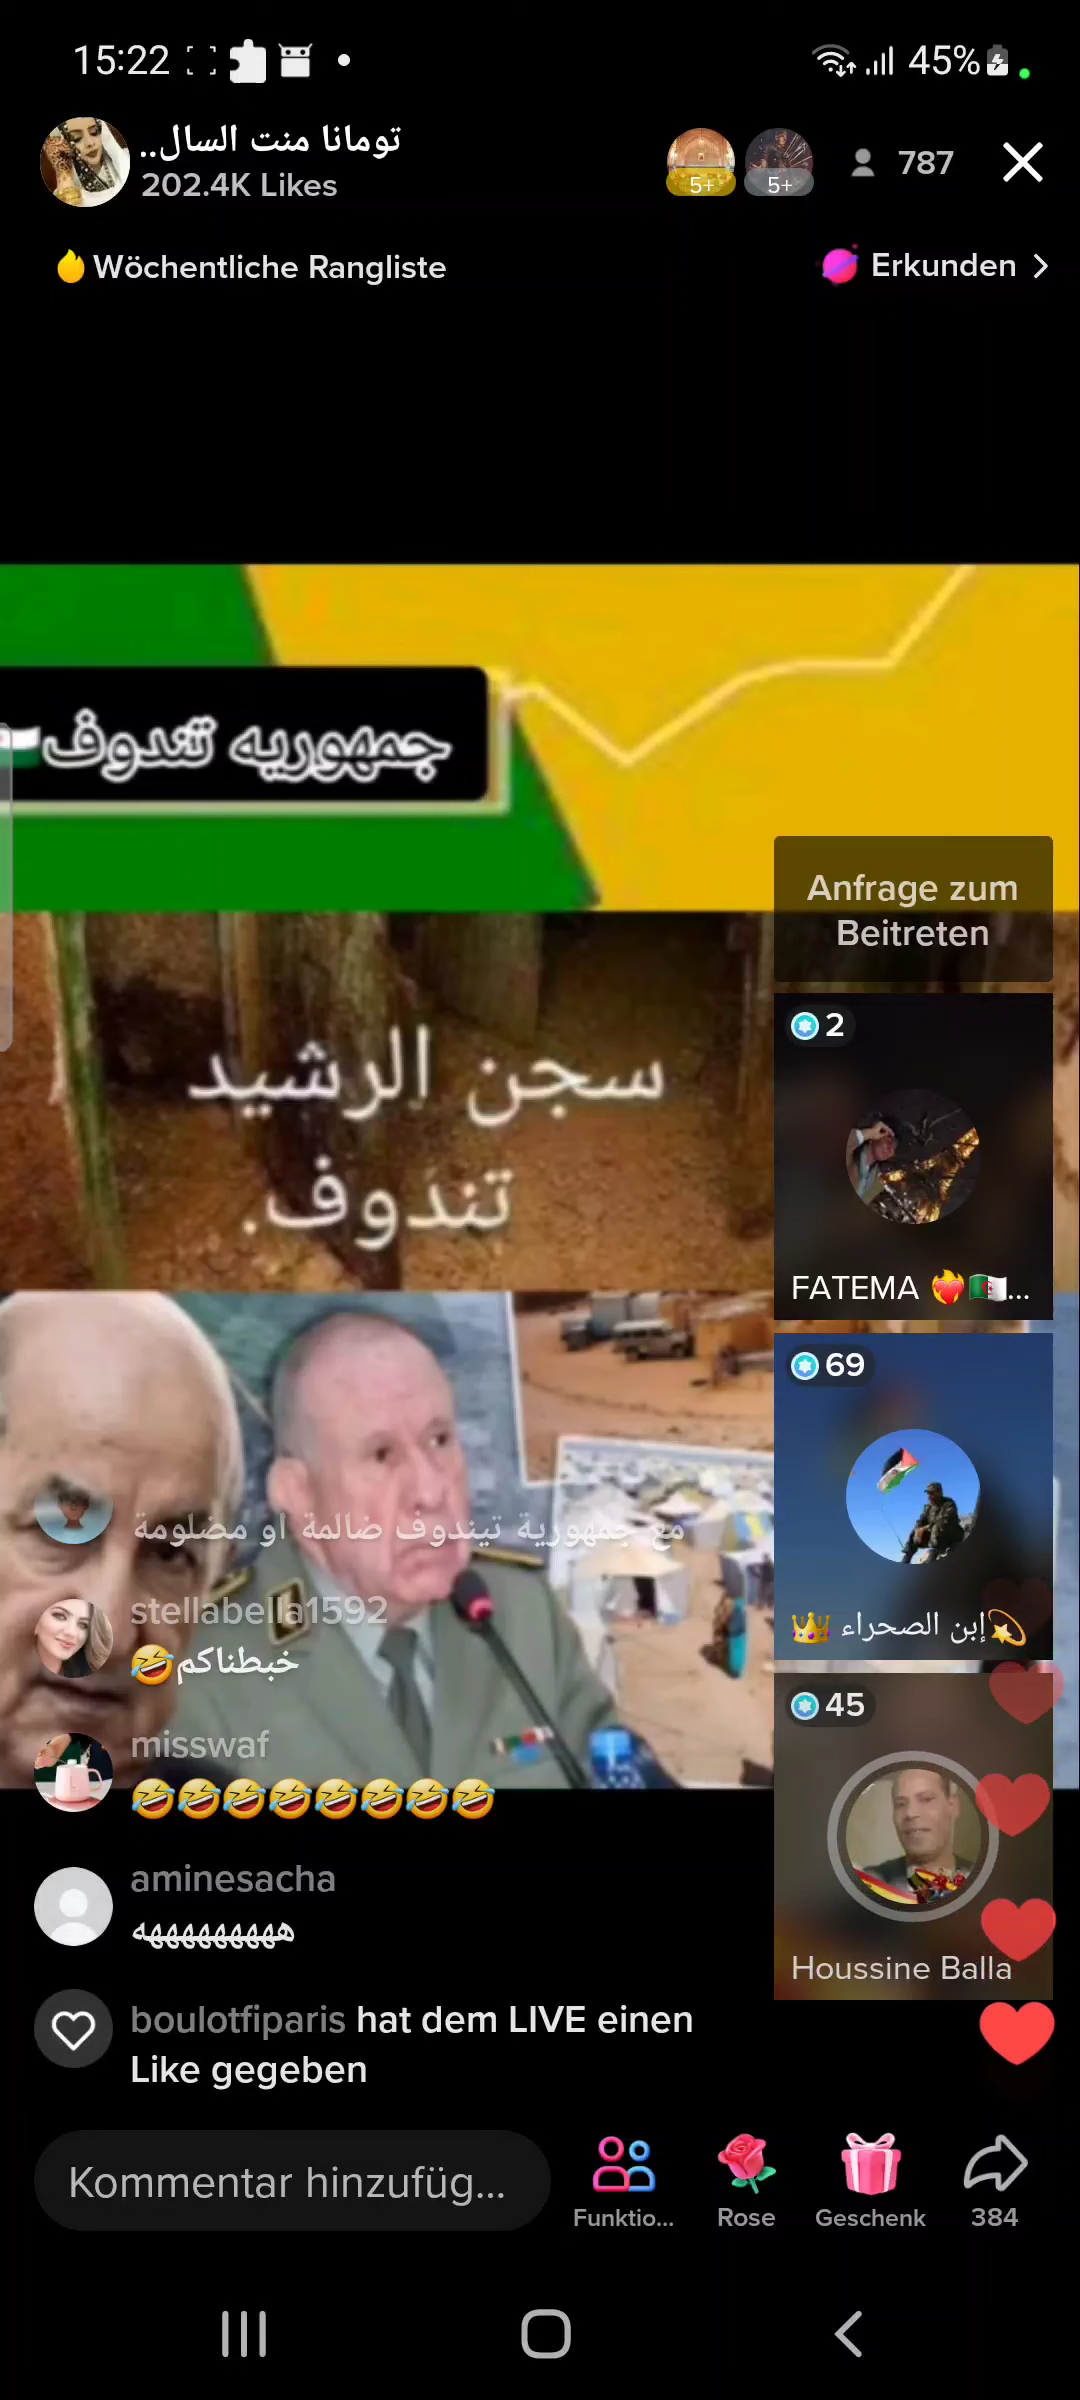 15:22
45%
تومانا منت السال..
202.4K Likes
5+
5+
787
Wöchentliche Rangliste
Erkunden
جمهوريه تندوف
Anfrage zum
Beitreten
سجن الرشيد
تندوف.
2
FATEMA ❤️‍🔥🇩🇿...
69
💫إبن الصحراء 👑
45
Houssine Balla
مع جمهورية تيندوف ضالمة او مضلومة
stellabella1592
خبطناكم🤣
misswaf
🤣🤣🤣🤣🤣🤣🤣🤣
aminesacha
هههههههههه
boulotfiparis hat dem LIVE einen
Like gegeben
Kommentar hinzufüg...
Funktio...
Rose
Geschenk
384